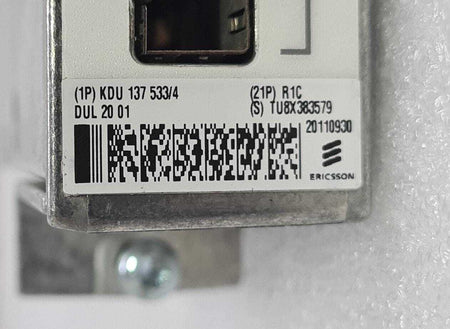 (1P) KDU 137 533/4 (21P) R1C
DUL 20 01 (S) TU8X383579
20110930
ERICSSON